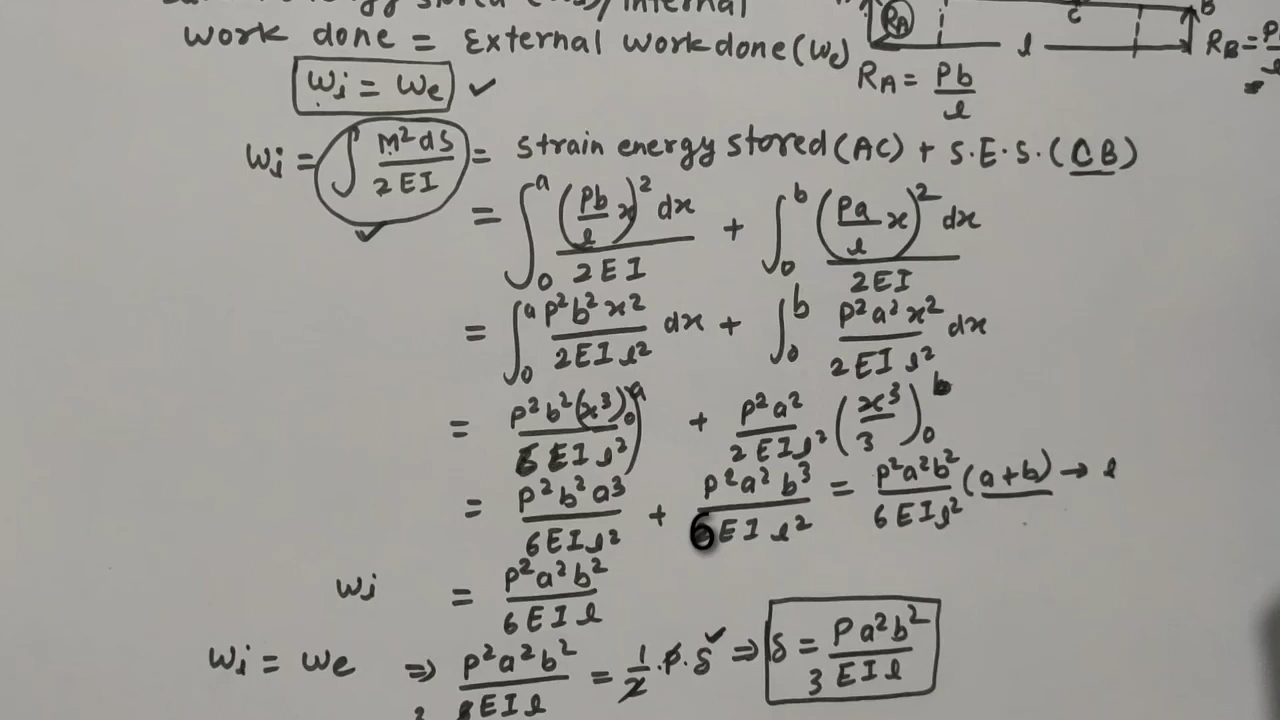 work done = External workdone (We)
RA = Pb/l
RB = P
A
C
B
RA
l
Wi = We ✓
Wi = ∫ M²ds/2EI = strain energy stored (AC) + S.E.S. (CB)
= ∫₀ᵃ (Pb/l x)² dx/2EI + ∫₀ᵇ (Pa/l x)² dx/2EI
= ∫₀ᵃ P²b²x²/2EIl² dx + ∫₀ᵇ P²a²x²/2EIl² dx
= P²b²(x³)₀ᵃ/6EIl² + P²a²/2EIl² (x³/3)₀ᵇ
= P²b²a³/6EIl² + P²a²b³/6EIl² = P²a²b²/6EIl² (a+b) → l
Wi = P²a²b²/6EIl
Wi = We ⇒ P²a²b²/6EIl = 1/2 .P.δ ✓ ⇒ δ = Pa²b²/3EIl